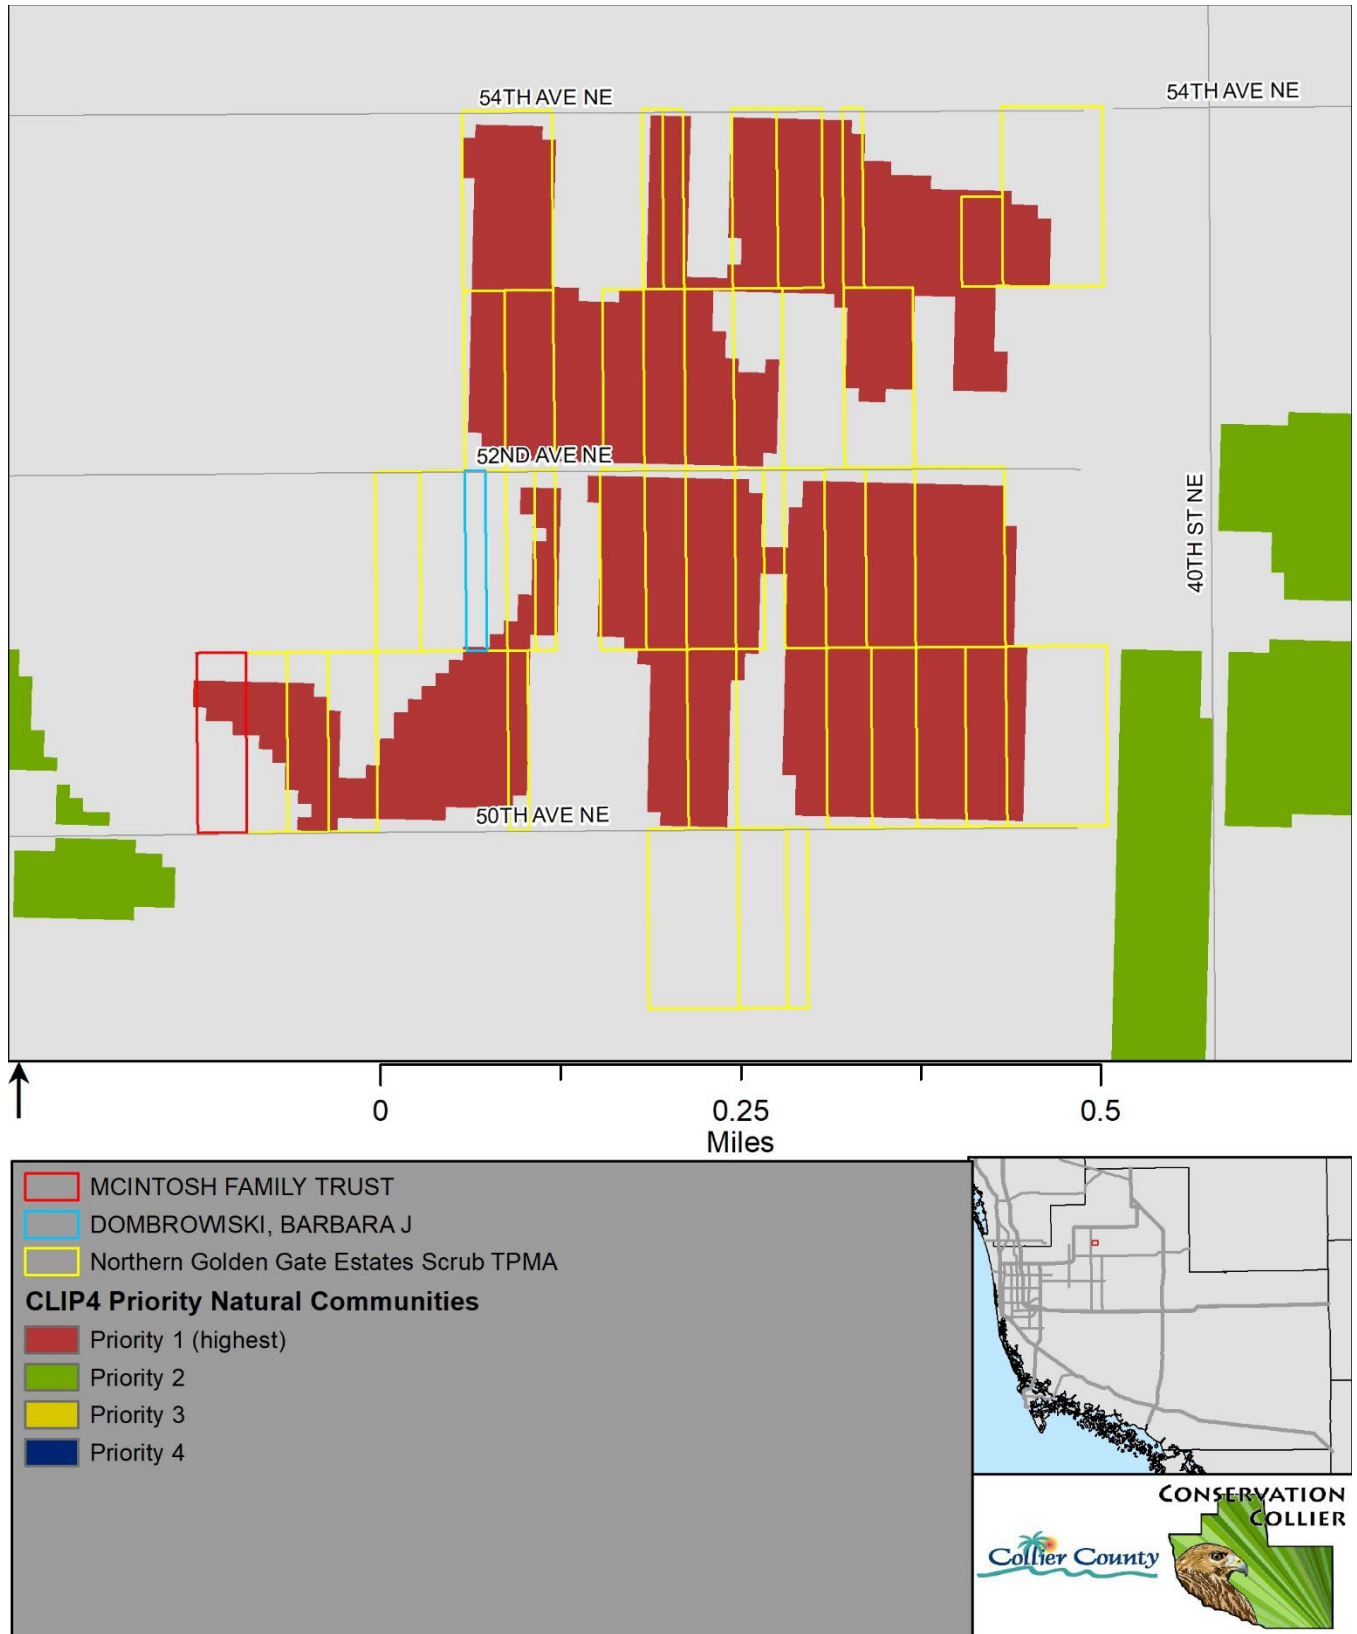 54TH AVE NE
54TH AVE NE
52ND AVE NE
40TH ST NE
50TH AVE NE
0
0.25
0.5
Miles
MCINTOSH FAMILY TRUST
DOMBROWISKI, BARBARA J
Northern Golden Gate Estates Scrub TPMA
CLIP4 Priority Natural Communities
Priority 1 (highest)
Priority 2
Priority 3
Priority 4
CONSERVATION
COLLIER
Collier County